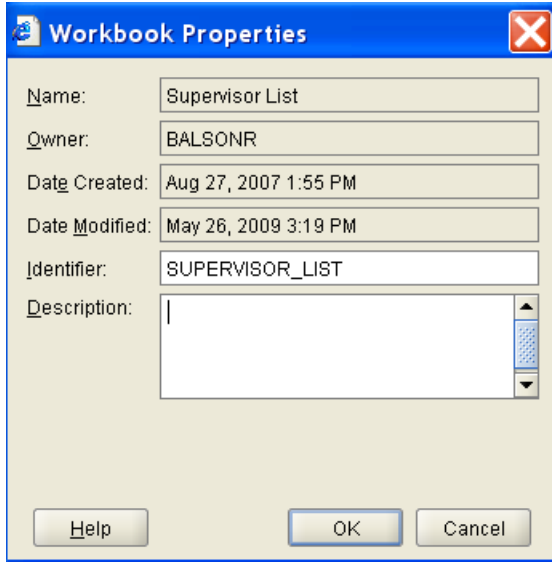 Workbook Properties
Name: Supervisor List
Owner: BALSONR
Date Created: Aug 27, 2007 1:55 PM
Date Modified: May 26, 2009 3:19 PM
Identifier: SUPERVISOR_LIST
Description:
Help OK Cancel